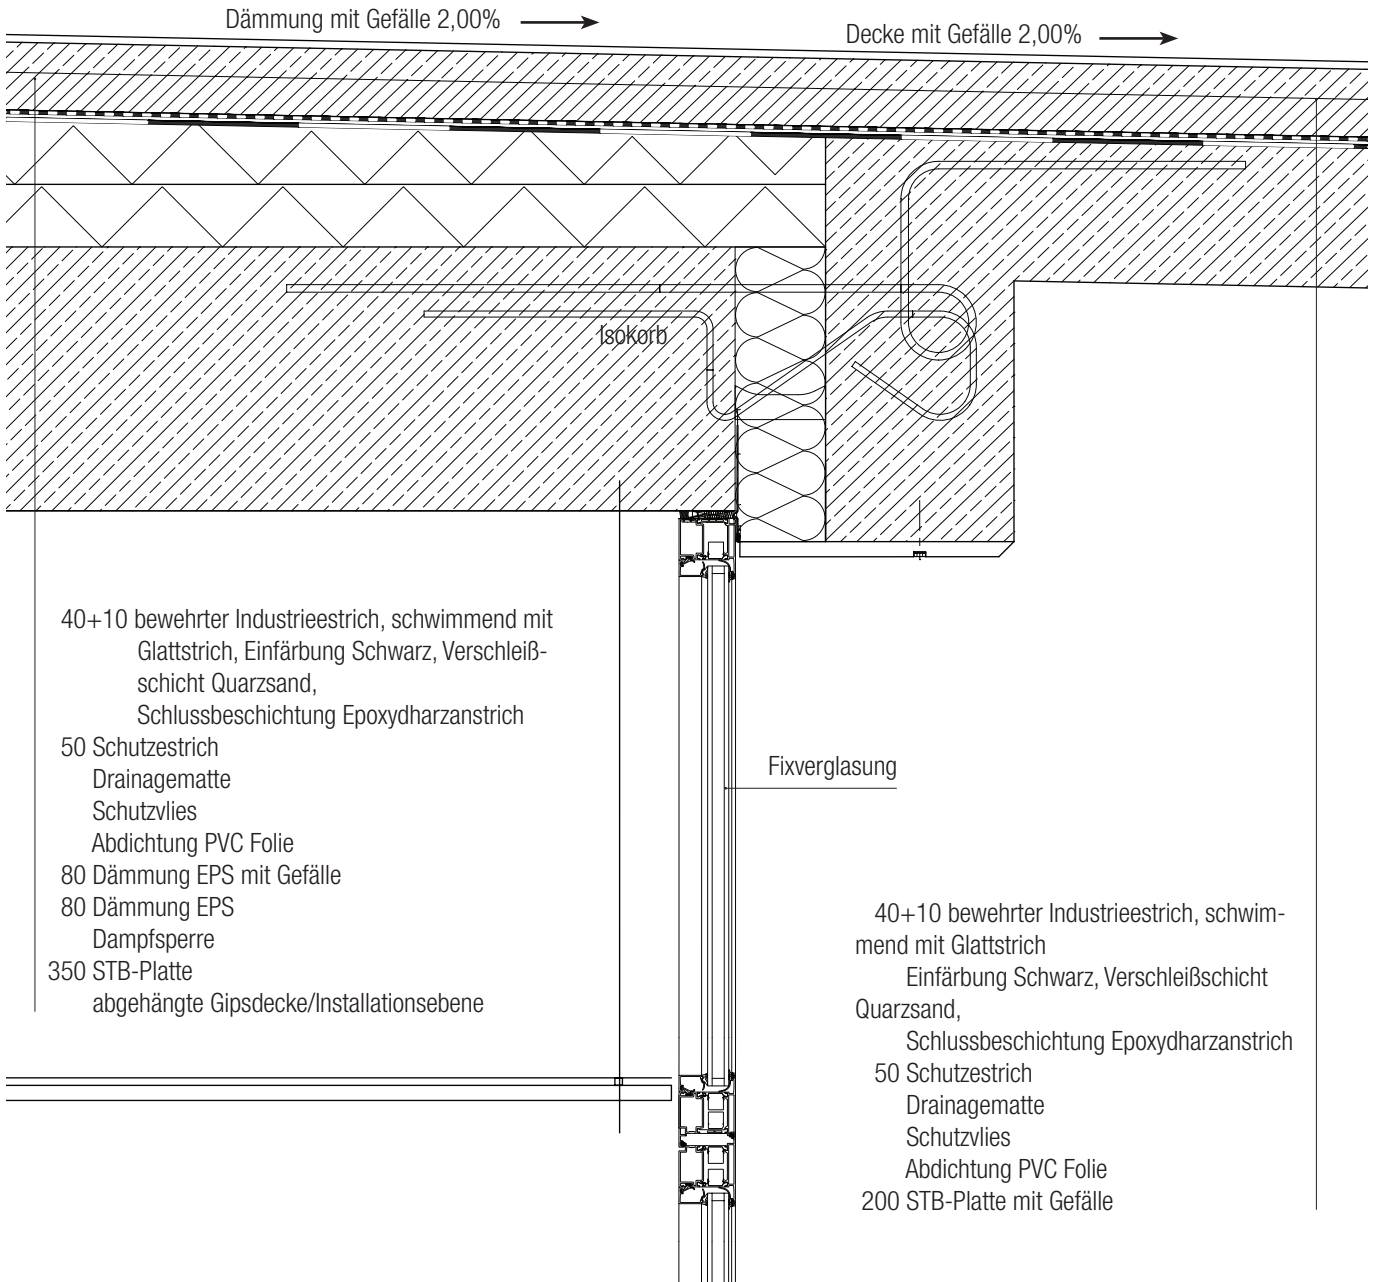 Dämmung mit Gefälle 2,00%
Decke mit Gefälle 2,00%
Isokorb
40+10 bewehrter Industrieestrich, schwimmend mit
Glattstrich, Einfärbung Schwarz, Verschleiß-
schicht Quarzsand,
Schlussbeschichtung Epoxydharzanstrich
50 Schutzestrich
Drainagematte
Schutzvlies
Abdichtung PVC Folie
80 Dämmung EPS mit Gefälle
80 Dämmung EPS
Dampfsperre
350 STB-Platte
abgehängte Gipsdecke/Installationsebene
Fixverglasung
40+10 bewehrter Industrieestrich, schwim-
mend mit Glattstrich
Einfärbung Schwarz, Verschleißschicht
Quarzsand,
Schlussbeschichtung Epoxydharzanstrich
50 Schutzestrich
Drainagematte
Schutzvlies
Abdichtung PVC Folie
200 STB-Platte mit Gefälle